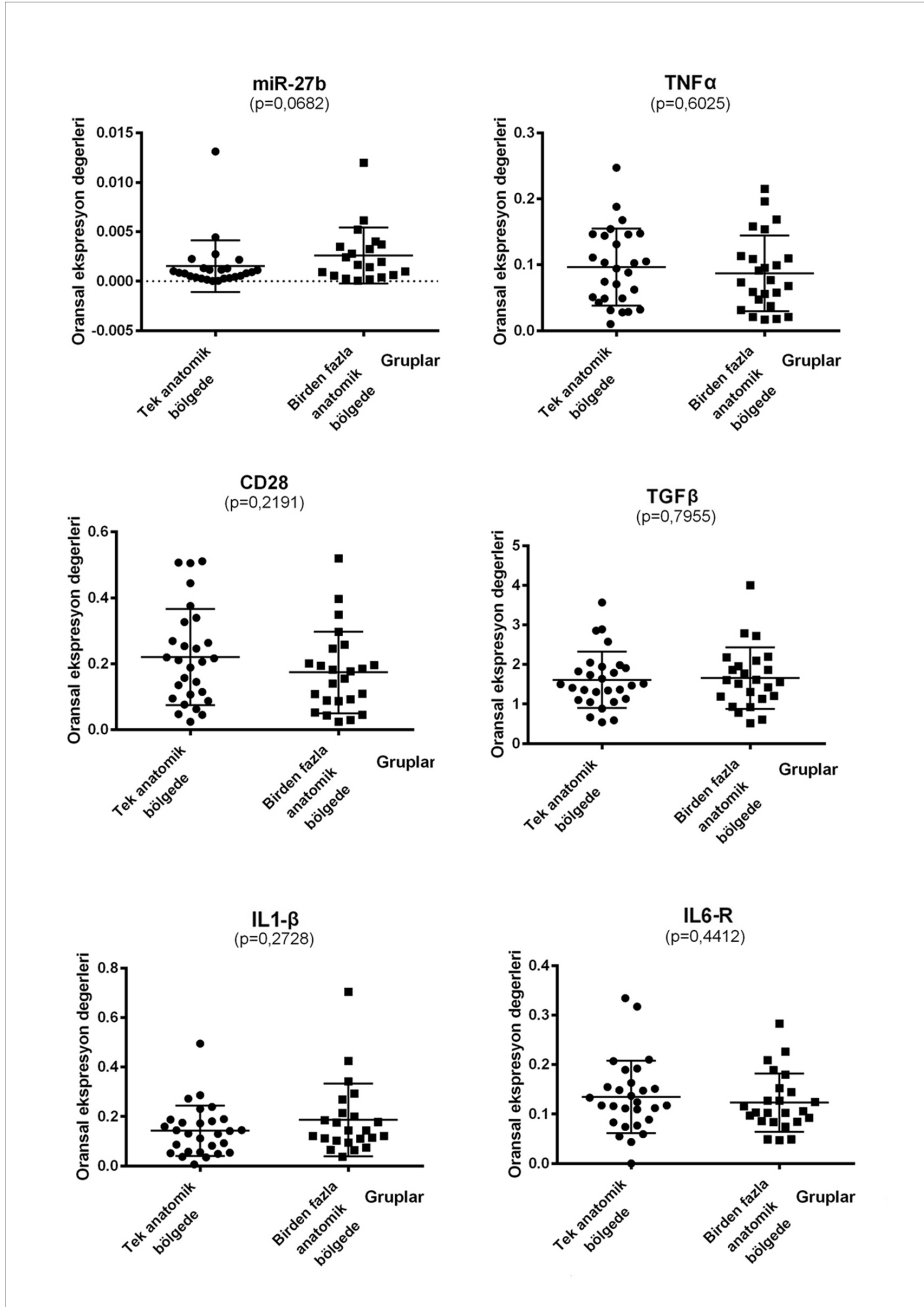 miR-27b
(p=0,0682)
Oransal ekspresyon degerleri
0.015
0.010
0.005
0.000
-0.005
Tek anatomik
bölgede
Birden fazla
anatomik
bölgede
Gruplar
TNFα
(p=0,6025)
Oransal ekspresyon degerleri
0.3
0.2
0.1
0.0
Tek anatomik
bölgede
Birden fazla
anatomik
bölgede
Gruplar
CD28
(p=0,2191)
Oransal ekspresyon degerleri
0.6
0.4
0.2
0.0
Tek anatomik
bölgede
Birden fazla
anatomik
bölgede
Gruplar
TGFβ
(p=0,7955)
Oransal ekspresyon degerleri
5
4
3
2
1
0
Tek anatomik
bölgede
Birden fazla
anatomik
bölgede
Gruplar
IL1-β
(p=0,2728)
Oransal ekspresyon degerleri
0.8
0.6
0.4
0.2
0.0
Tek anatomik
bölgede
Birden fazla
anatomik
bölgede
Gruplar
IL6-R
(p=0,4412)
Oransal ekspresyon degerleri
0.4
0.3
0.2
0.1
0.0
Tek anatomik
bölgede
Birden fazla
anatomik
bölgede
Gruplar